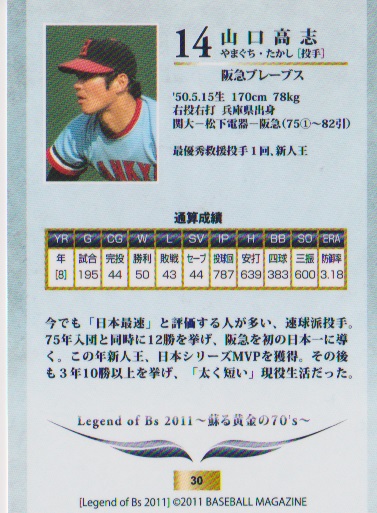 14 山口高志
やまぐち・たかし [投手]
阪急ブレーブス
'50.5.15生 170cm 78kg
右投右打 兵庫県出身
関大ー松下電器ー阪急(75①〜82引)
最優秀救援投手1回、新人王
通算成績
YR G CG W L SV IP H BB SO ERA
年 試合 完投 勝利 敗戦 セーブ 投球回 安打 四球 三振 防御率
[8] 195 44 50 43 44 787 639 383 600 3.18
今でも「日本最速」と評価する人が多い、速球派投手。
75年入団と同時に12勝を挙げ、阪急を初の日本一に導
く。この年新人王、日本シリーズMVPを獲得。その後
も3年10勝以上を挙げ、「太く短い」現役生活だった。
Legend of Bs 2011〜蘇る黄金の70's〜
30
[Legend of Bs 2011] ©2011 BASEBALL MAGAZINE